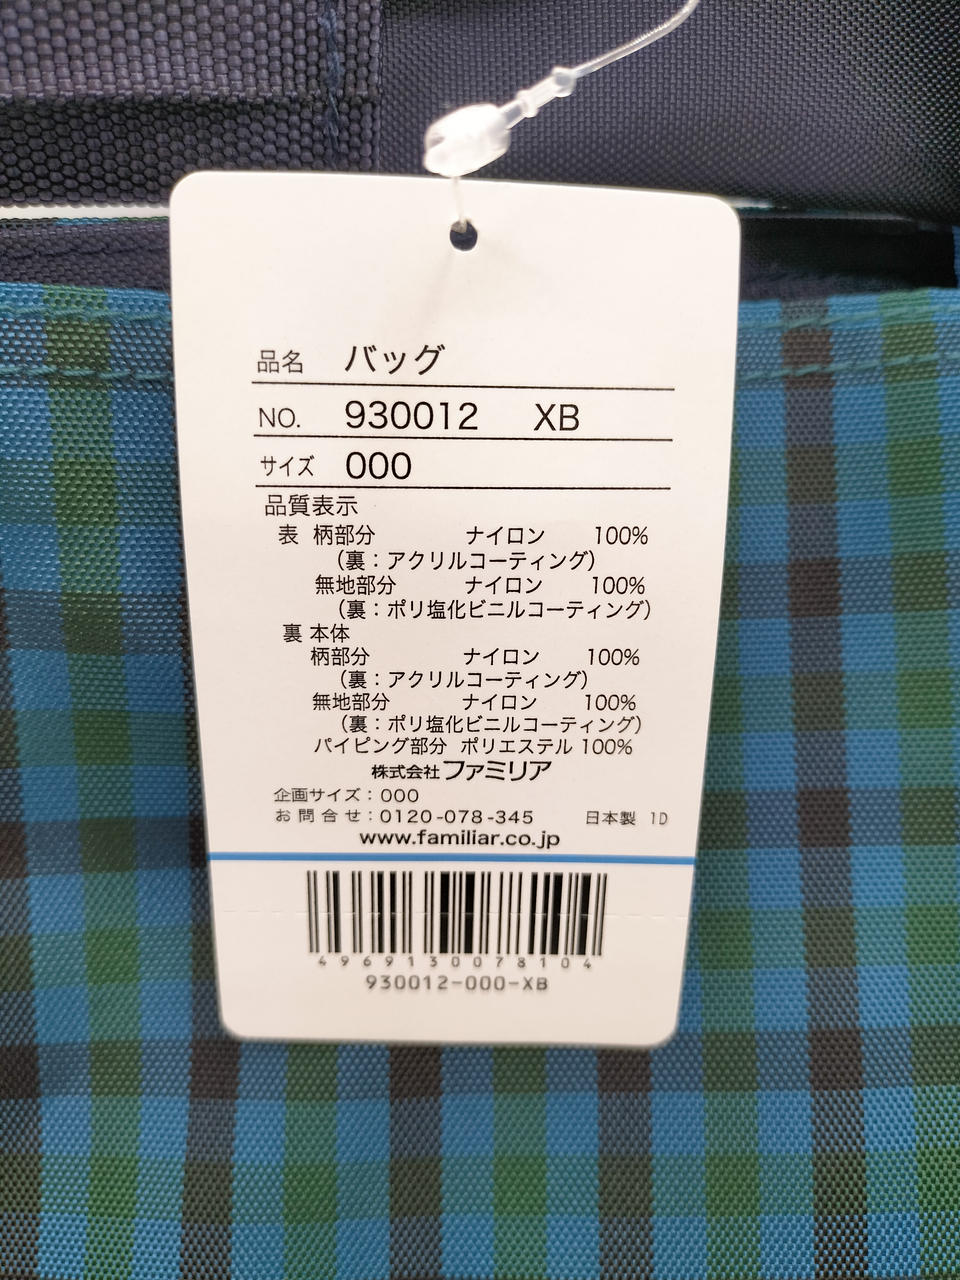 品名 バッグ
NO. 930012 XB
サイズ 000
品質表示
表 柄部分 ナイロン 100%
（裏：アクリルコーティング）
無地部分 ナイロン 100%
（裏：ポリ塩化ビニルコーティング）
裏 本体
柄部分 ナイロン 100%
（裏：アクリルコーティング）
無地部分 ナイロン 100%
（裏：ポリ塩化ビニルコーティング）
パイピング部分 ポリエステル 100%
株式会社ファミリア
企画サイズ：000
お問合せ：0120-078-345 日本製 1D
www.familiar.co.jp
4969130078104
930012-000-XB